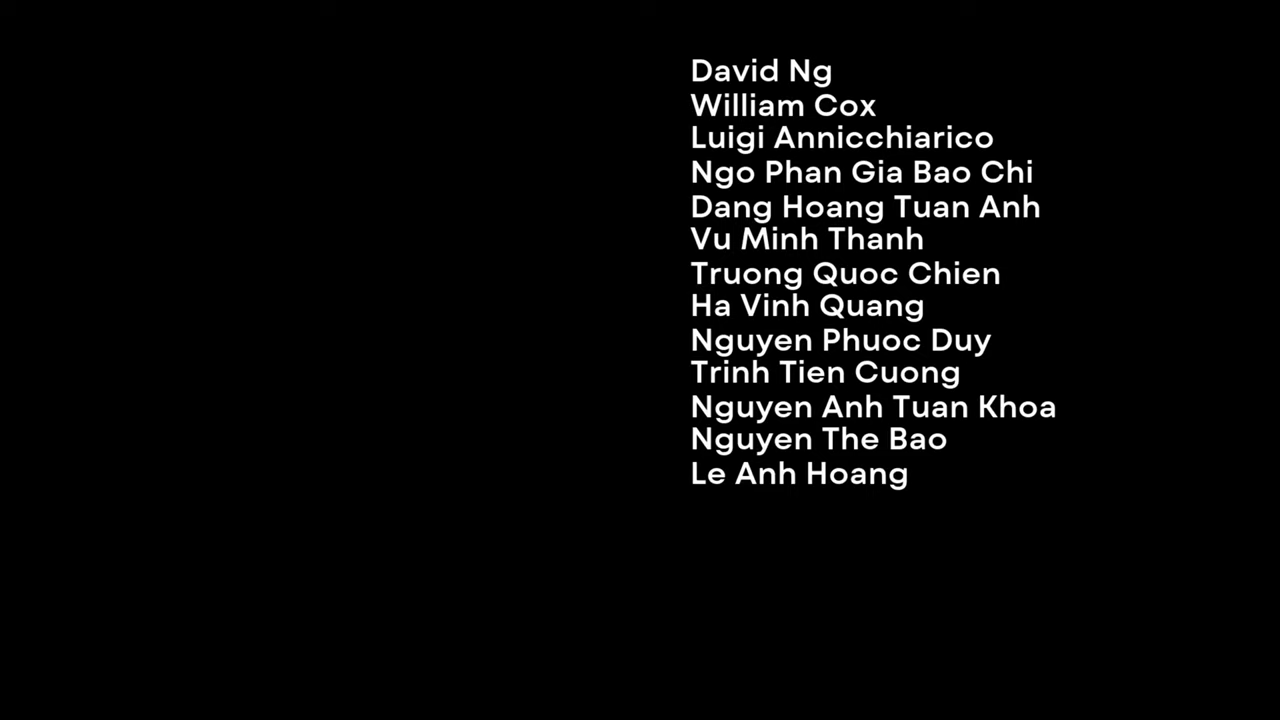 David Ng
William Cox
Luigi Annicchiarico
Ngo Phan Gia Bao Chi
Dang Hoang Tuan Anh
Vu Minh Thanh
Truong Quoc Chien
Ha Vinh Quang
Nguyen Phuoc Duy
Trinh Tien Cuong
Nguyen Anh Tuan Khoa
Nguyen The Bao
Le Anh Hoang